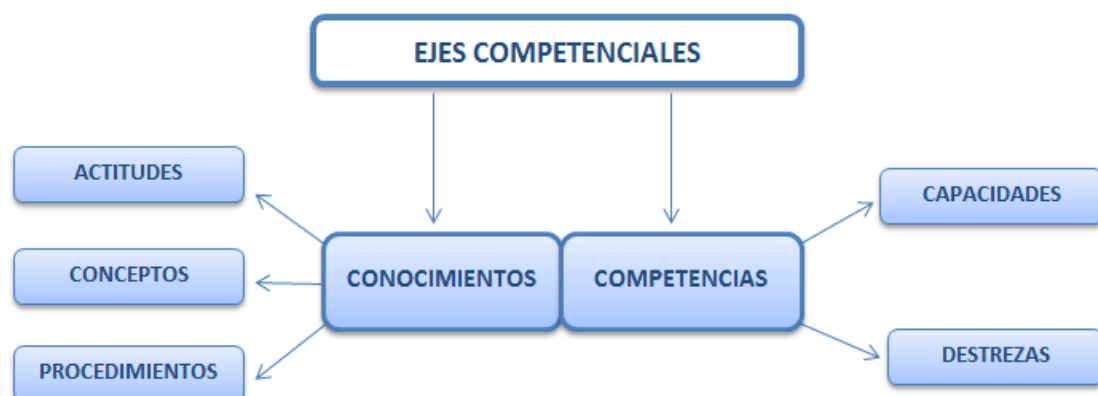 EJES COMPETENCIALES
ACTITUDES
CAPACIDADES
CONCEPTOS
CONOCIMIENTOS
COMPETENCIAS
PROCEDIMIENTOS
DESTREZAS